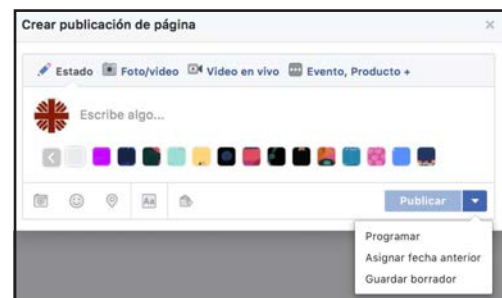 Crear publicación de página
Estado Foto/video Video en vivo Evento, Producto +
Escribe algo...
Aa
Publicar
Programar
Asignar fecha anterior
Guardar borrador